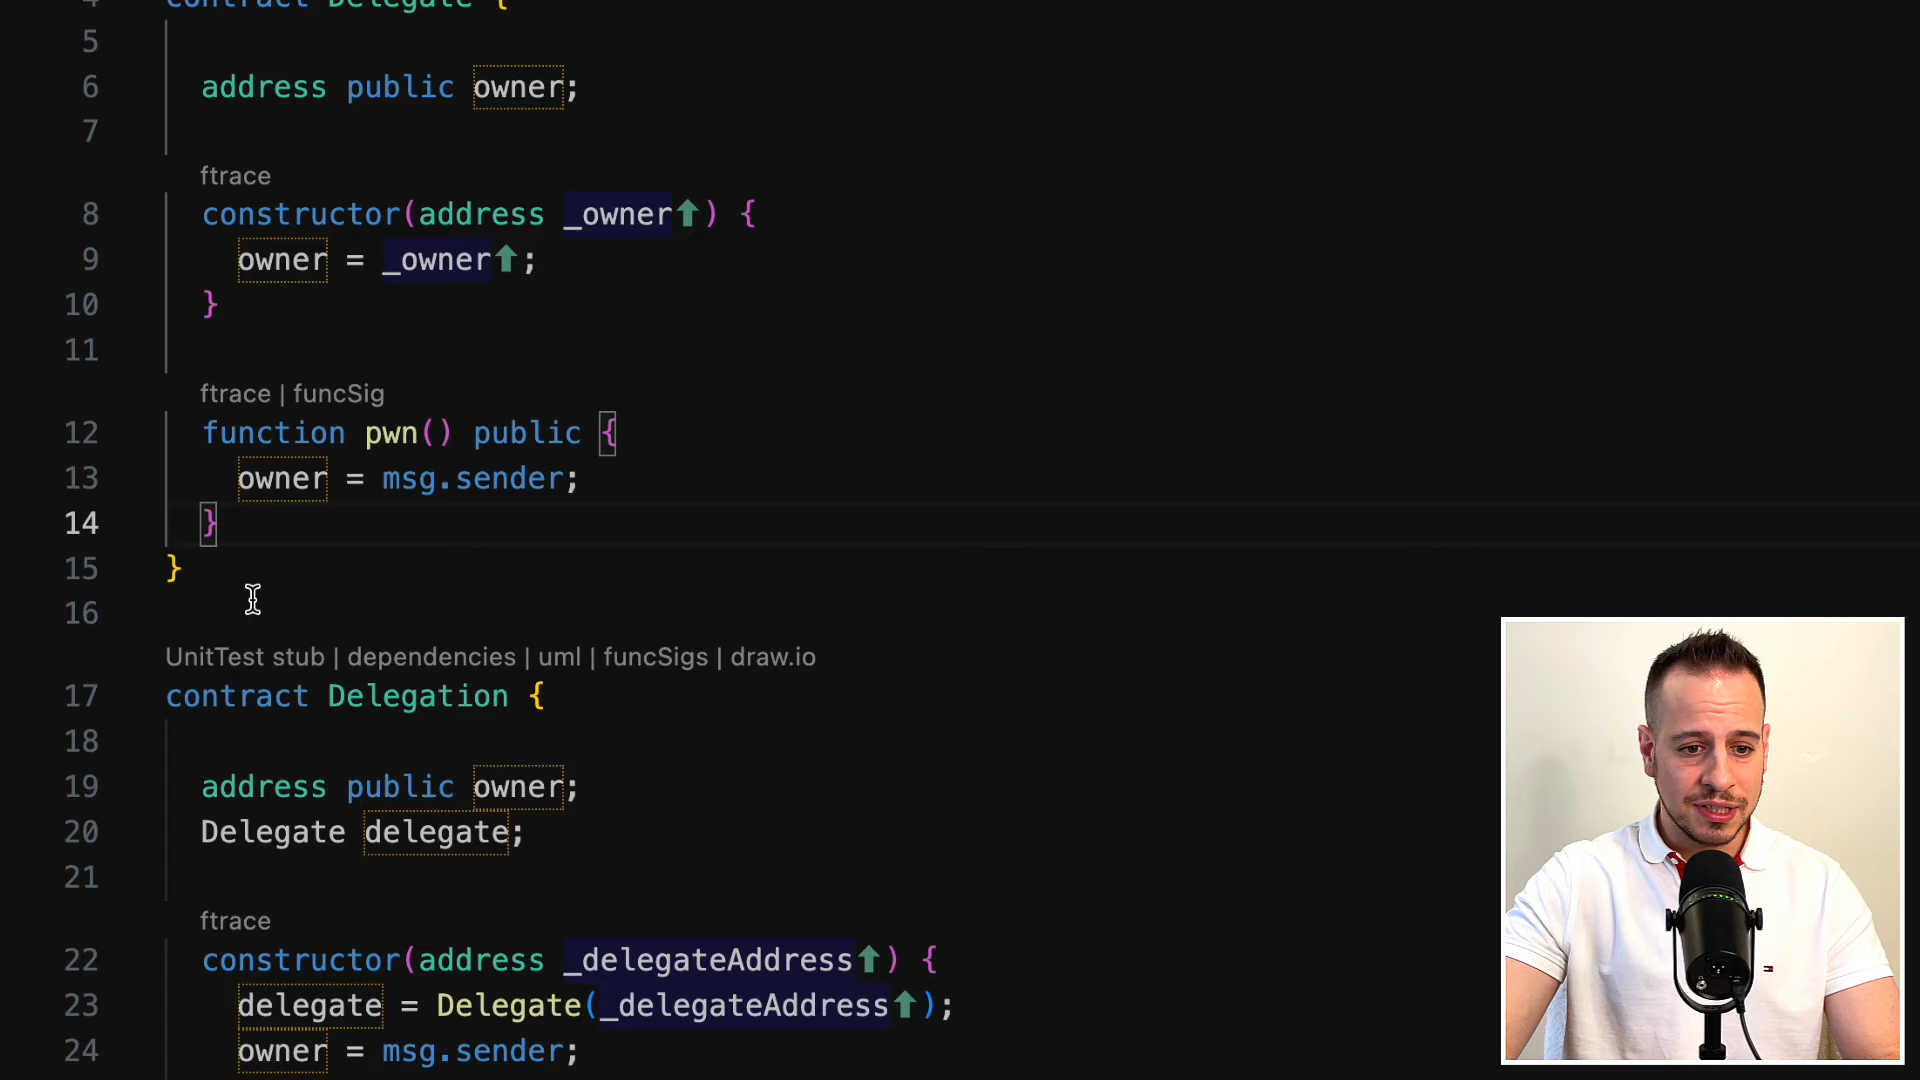 4 contract Delegate {
5
6 address public owner;
7
ftrace
8 constructor(address _owner⬆) {
9 owner = _owner⬆;
10 }
11
ftrace | funcSig
12 function pwn() public {
13 owner = msg.sender;
14 }
15 }
16
UnitTest stub | dependencies | uml | funcSigs | draw.io
17 contract Delegation {
18
19 address public owner;
20 Delegate delegate;
21
ftrace
22 constructor(address _delegateAddress⬆) {
23 delegate = Delegate(_delegateAddress⬆);
24 owner = msg.sender;